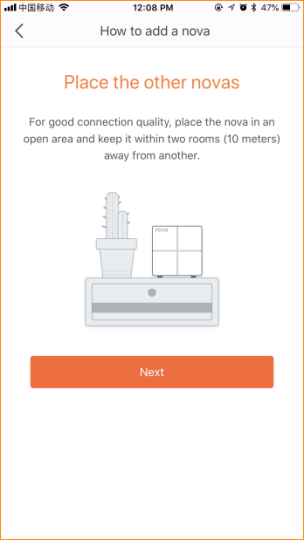 中国移动 12:08 PM 47%
How to add a nova
Place the other novas
For good connection quality, place the nova in an
open area and keep it within two rooms (10 meters)
away from another.
nova
Next